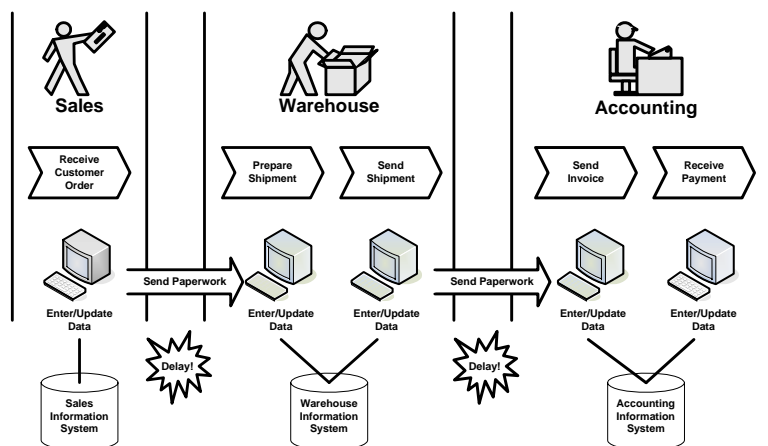 Sales
Warehouse
Accounting
Receive
Customer
Order
Prepare
Shipment
Send
Shipment
Send
Invoice
Receive
Payment
Send Paperwork
Send Paperwork
Enter/Update
Data
Enter/Update
Data
Enter/Update
Data
Enter/Update
Data
Enter/Update
Data
Delay!
Delay!
Sales
Information
System
Warehouse
Information
System
Accounting
Information
System